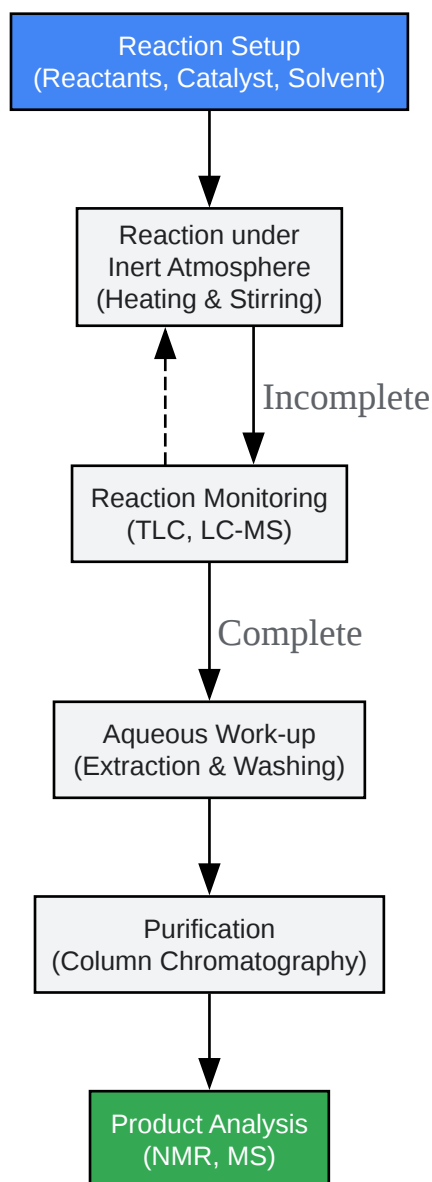 Reaction Setup
(Reactants, Catalyst, Solvent)
Reaction under
Inert Atmosphere
(Heating & Stirring)
Incomplete
Reaction Monitoring
(TLC, LC-MS)
Complete
Aqueous Work-up
(Extraction & Washing)
Purification
(Column Chromatography)
Product Analysis
(NMR, MS)